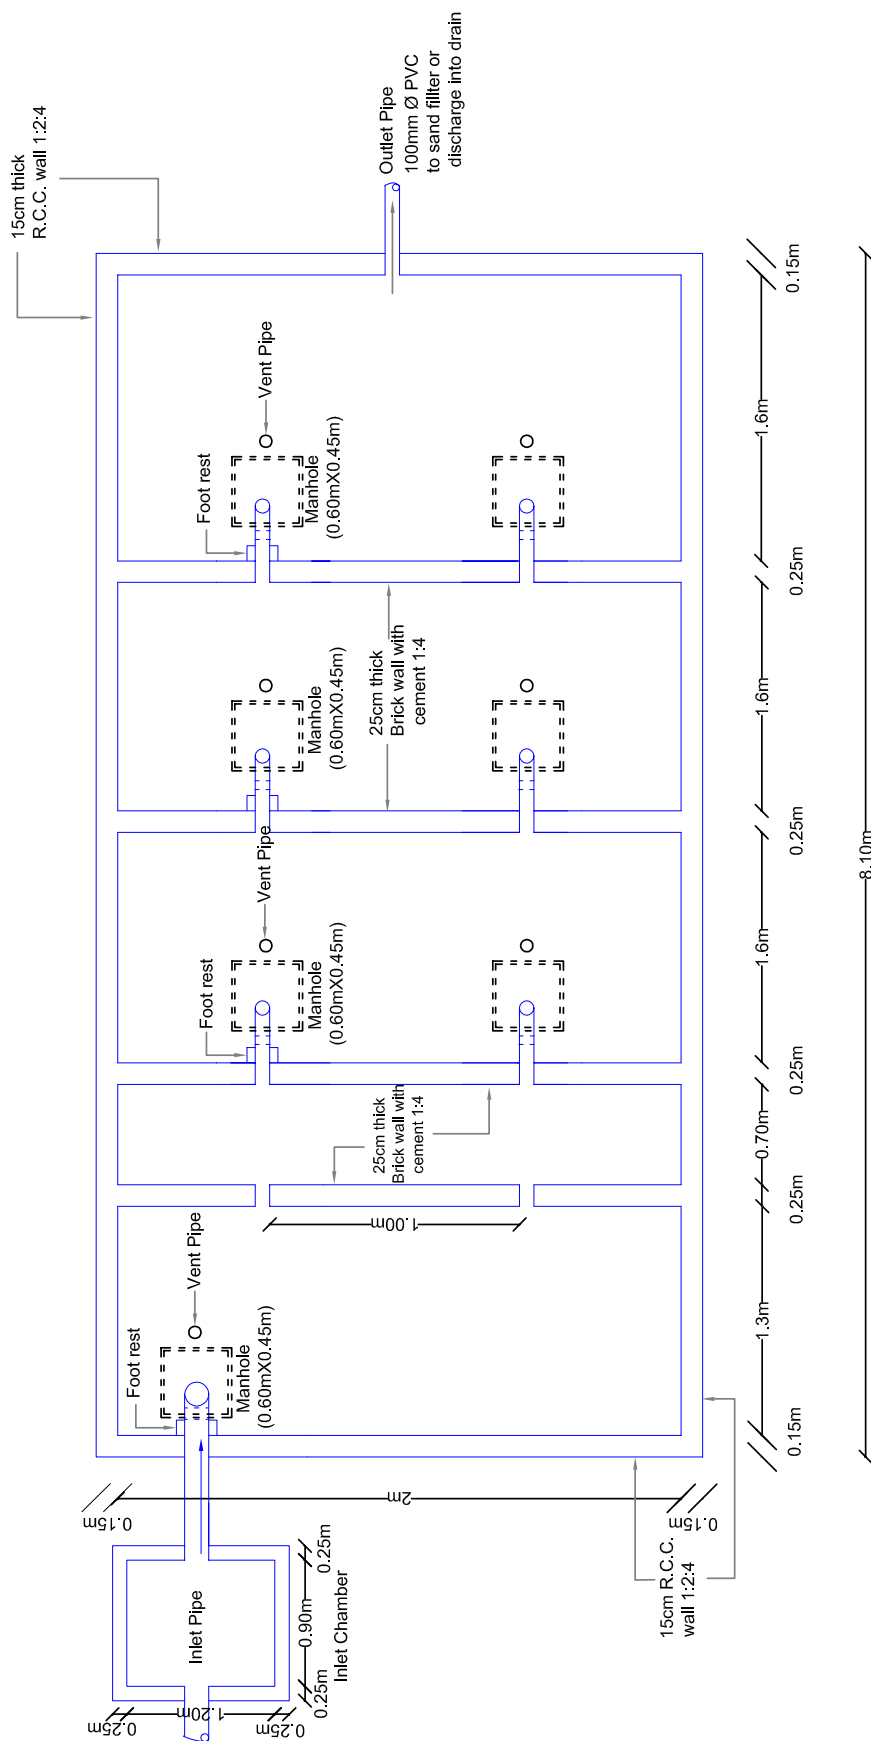 15cm thick
R.C.C. wall 1:2:4
Outlet Pipe
100mm Ø PVC
to sand fillter or
discharge into drain
Vent Pipe
Foot rest
Manhole
(0.60mX0.45m)
25cm thick
Brick wall with
cement 1:4
Manhole
(0.60mX0.45m)
Vent Pipe
Foot rest
Manhole
(0.60mX0.45m)
25cm thick
Brick wall with
cement 1:4
1.00m
Vent Pipe
Foot rest
Manhole
(0.60mX0.45m)
0.15m
1.6m
0.25m
1.6m
0.25m
1.6m
0.25m
0.70m
0.25m
1.3m
0.15m
8.10m
0.15m
2m
0.15m
15cm R.C.C.
wall 1:2:4
Inlet Pipe
0.25m
0.90m
0.25m
Inlet Chamber
0.25m
1.20m
0.25m